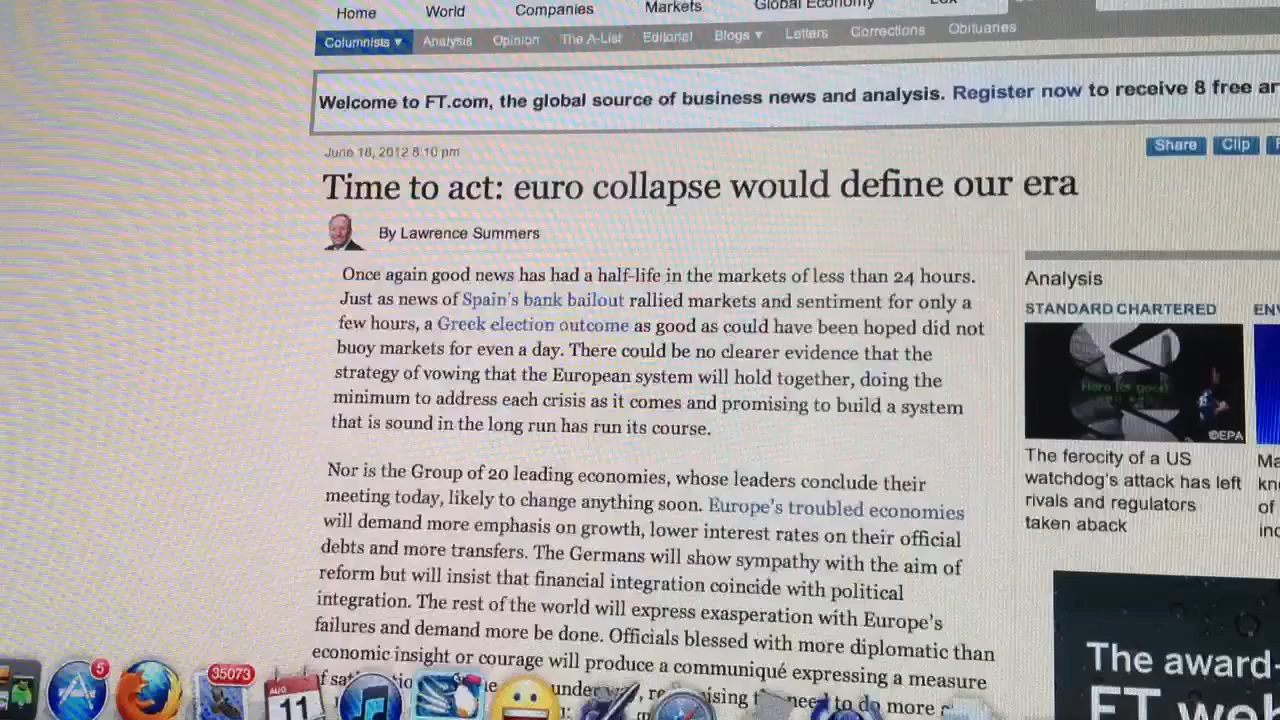 Home World Companies Markets Global Economy Lex
Columnists ▾ Analysis Opinion The A-List Editorial Blogs ▾ Letters Corrections Obituaries
Welcome to FT.com, the global source of business news and analysis. Register now to receive 8 free
June 18, 2012 8:10 pm
Share Clip
Time to act: euro collapse would define our era
By Lawrence Summers
Once again good news has had a half-life in the markets of less than 24 hours.
Just as news of Spain's bank bailout rallied markets and sentiment for only a
few hours, a Greek election outcome as good as could have been hoped did not
buoy markets for even a day. There could be no clearer evidence that the
strategy of vowing that the European system will hold together, doing the
minimum to address each crisis as it comes and promising to build a system
that is sound in the long run has run its course.
Nor is the Group of 20 leading economies, whose leaders conclude their
meeting today, likely to change anything soon. Europe's troubled economies
will demand more emphasis on growth, lower interest rates on their official
debts and more transfers. The Germans will show sympathy with the aim of
reform but will insist that financial integration coincide with political
integration. The rest of the world will express exasperation with Europe's
failures and demand more be done. Officials blessed with more diplomatic than
economic insight or courage will produce a communiqué expressing a measure
need to do more
Analysis
STANDARD CHARTERED
Here for good
©EPA
The ferocity of a US
watchdog's attack has left
rivals and regulators
taken aback
The award-
FT
5
35073
AUG
11